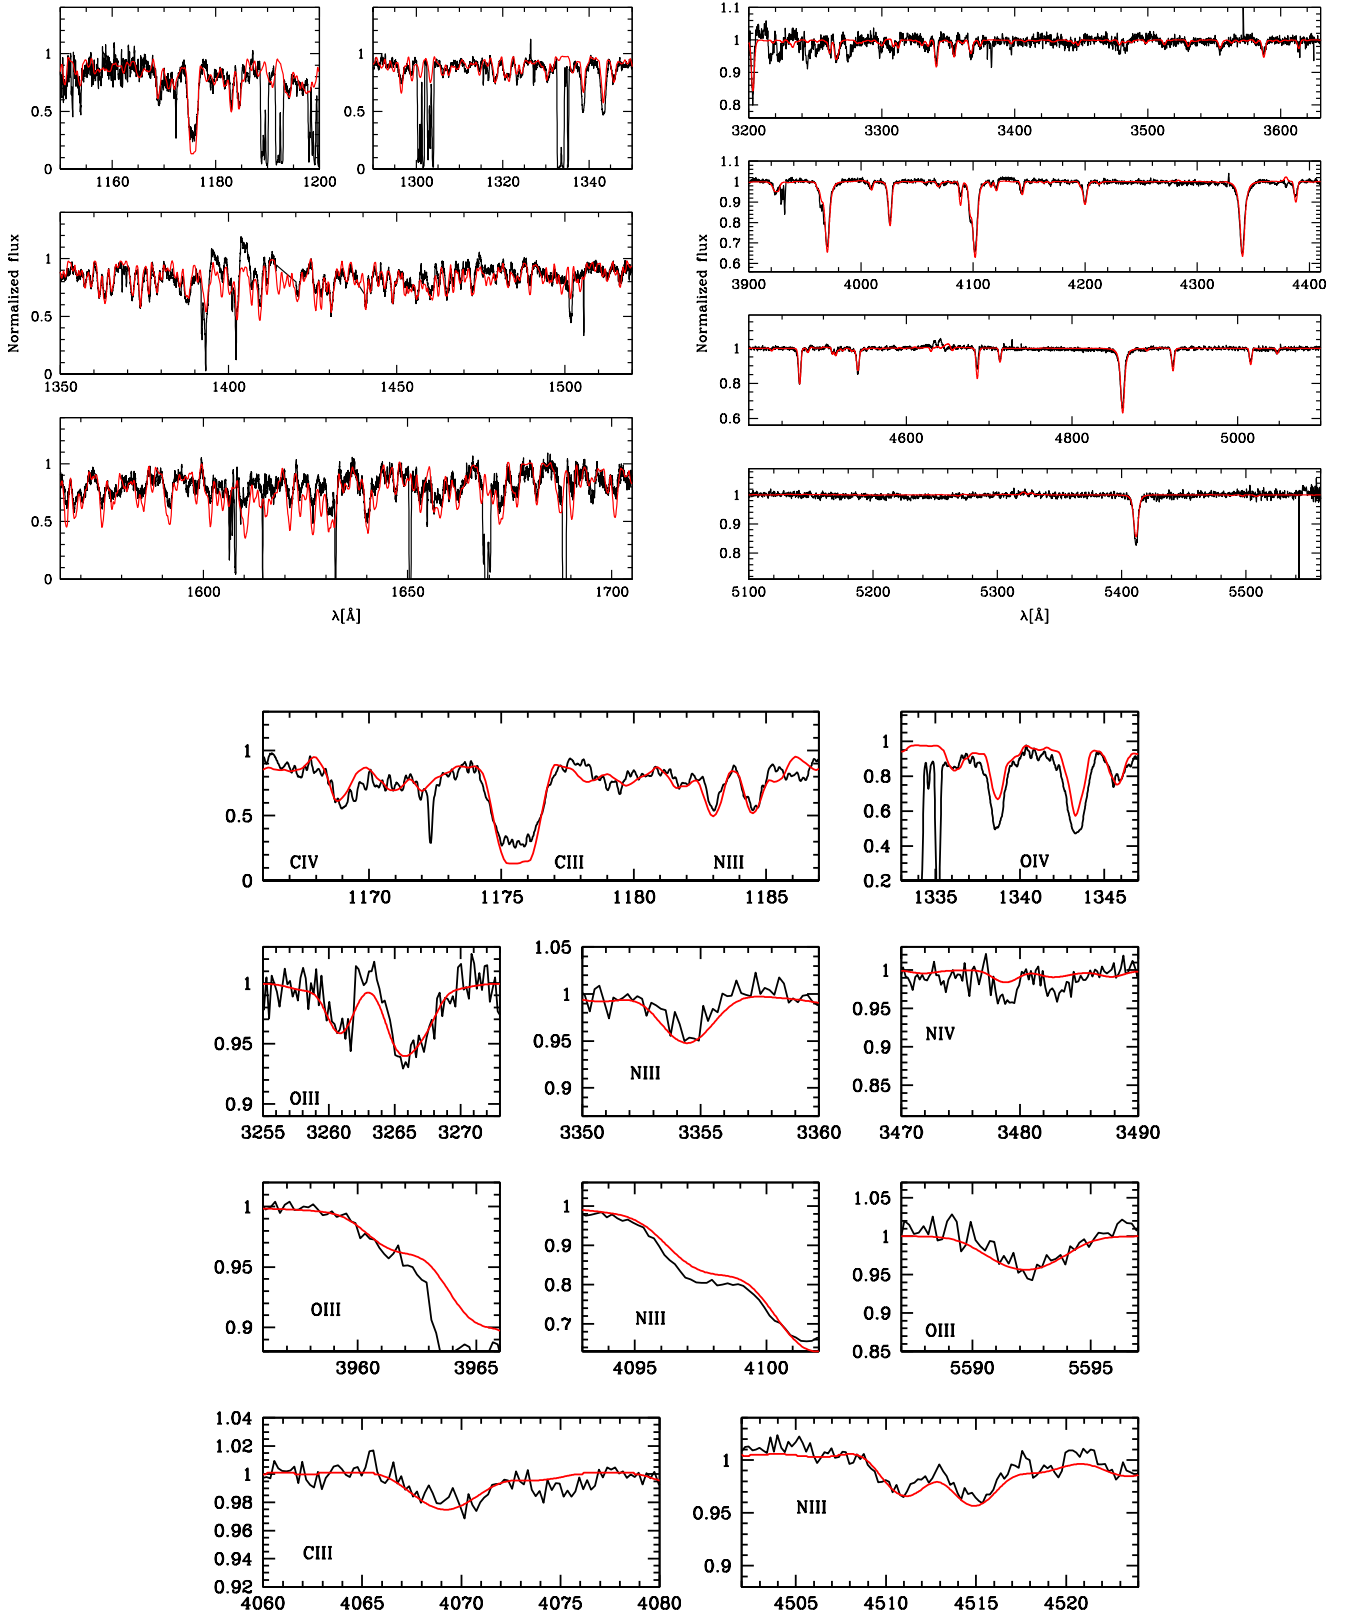 1
0.5
0
1160 1180 1200
1300 1320 1340
Normalized flux
1
0.5
0
1350 1400 1450 1500
1
0.5
0
1600 1650 1700
λ[Å]
1.1
1
0.9
0.8
3200 3300 3400 3500 3600
Normalized flux
1.1
1
0.9
0.8
0.7
0.6
3900 4000 4100 4200 4300 4400
1
0.8
0.6
4600 4800 5000
1
0.9
0.8
5100 5200 5300 5400 5500
λ[Å]
1
0.5
0
CIV CIII NIII
1170 1175 1180 1185
1
0.8
0.6
0.4
0.2
OIV
1335 1340 1345
1
0.95
0.9
OIII
3255 3260 3265 3270
1.05
1
0.95
0.9
NIII
3350 3355 3360
1
0.95
0.9
0.85
NIV
3470 3480 3490
1
0.95
0.9
OIII
3960 3965
1
0.9
0.8
0.7
NIII
4095 4100
1.05
1
0.95
0.9
0.85
OIII
5590 5595
1.04
1.02
1
0.98
0.96
0.94
0.92
CIII
4060 4065 4070 4075 4080
1
0.95
0.9
NIII
4505 4510 4515 4520